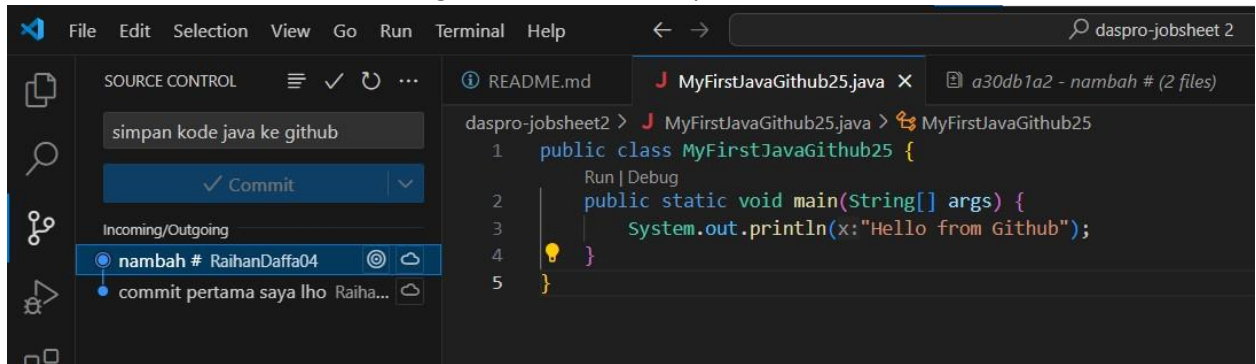 File Edit Selection View Go Run Terminal Help ← → daspro-jobsheet 2
SOURCE CONTROL
simpan kode java ke github
Commit
Incoming/Outgoing
nambah # RaihanDaffa04
commit pertama saya lho Raiha...
README.md J MyFirstJavaGithub25.java a30db1a2 - nambah # (2 files)
daspro-jobsheet2 > J MyFirstJavaGithub25.java > MyFirstJavaGithub25
1 public class MyFirstJavaGithub25 {
Run | Debug
2 public static void main(String[] args) {
3 System.out.println(x:"Hello from Github");
4 }
5 }